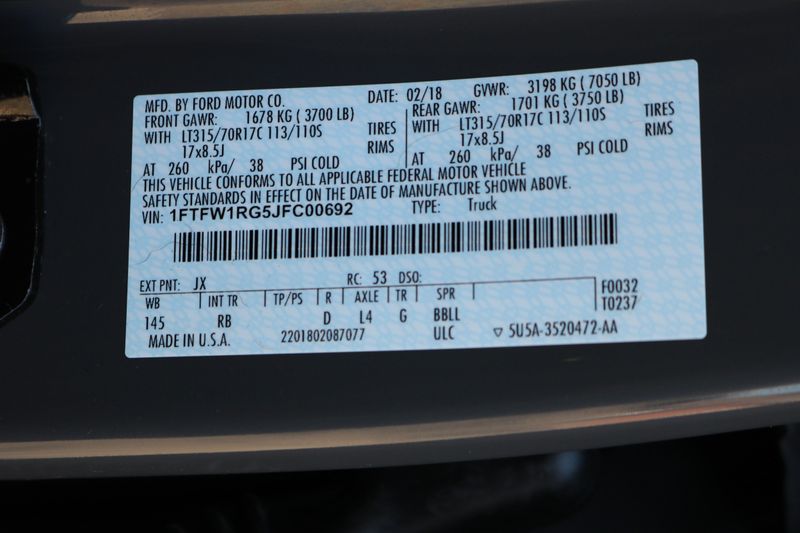 MFD. BY FORD MOTOR CO. DATE: 02/18 GVWR: 3198 KG ( 7050 LB)
FRONT GAWR: 1678 KG ( 3700 LB) REAR GAWR: 1701 KG ( 3750 LB)
WITH LT315/70R17C 113/110S TIRES WITH LT315/70R17C 113/110S TIRES
17x8.5J RIMS 17x8.5J RIMS
AT 260 kPa/ 38 PSI COLD AT 260 kPa/ 38 PSI COLD
THIS VEHICLE CONFORMS TO ALL APPLICABLE FEDERAL MOTOR VEHICLE
SAFETY STANDARDS IN EFFECT ON THE DATE OF MANUFACTURE SHOWN ABOVE.
VIN: 1FTFW1RG5JFC00692 TYPE: Truck
EXT PNT: JX RC: 53 DSO:
WB INT TR TP/PS R AXLE TR SPR F0032
145 RB D L4 G BBLL T0237
MADE IN U.S.A. 2201802087077 ULC ▽ 5U5A-3520472-AA